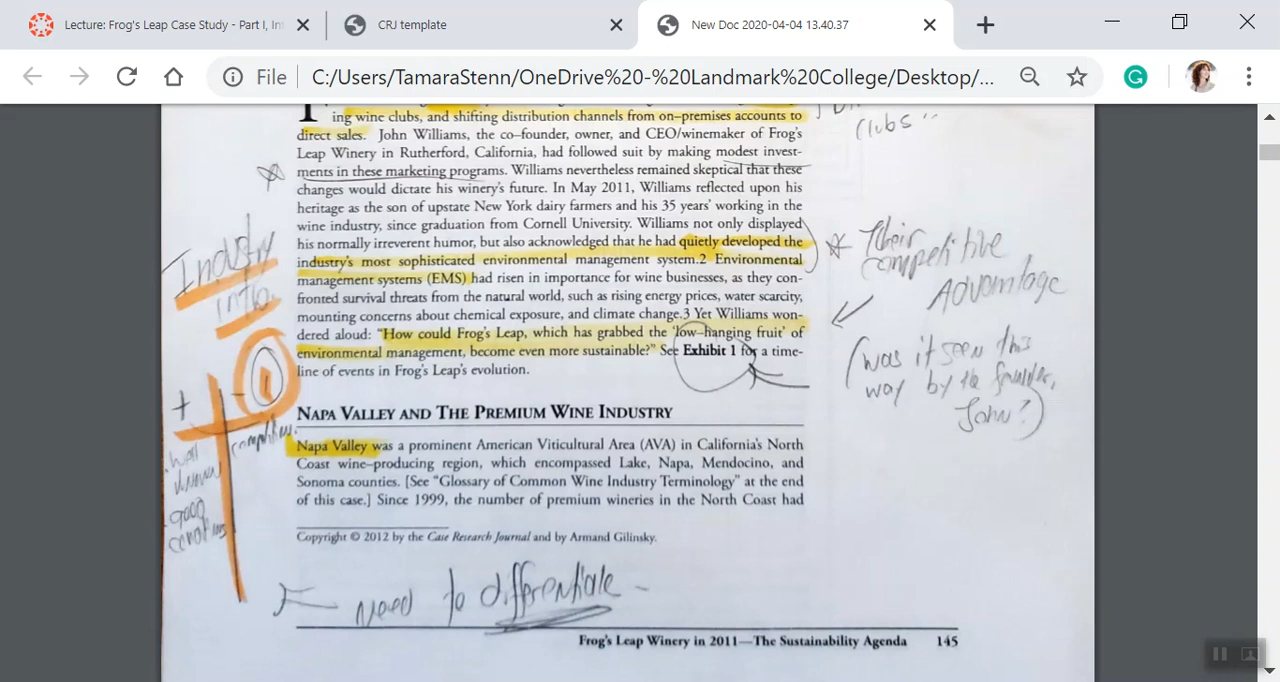 Lecture: Frog's Leap Case Study - Part I, In
CRJ template
New Doc 2020-04-04 13.40.37
File
C:/Users/TamaraStenn/OneDrive%20-%20Landmark%20College/Desktop/...
ing wine clubs, and shifting distribution channels from on-premises accounts to
direct sales. John Williams, the co-founder, owner, and CEO/winemaker of Frog's
Leap Winery in Rutherford, California, had followed suit by making modest invest-
ments in these marketing programs. Williams nevertheless remained skeptical that these
changes would dictate his winery's future. In May 2011, Williams reflected upon his
heritage as the son of upstate New York dairy farmers and his 35 years' working in the
wine industry, since graduation from Cornell University. Williams not only displayed
his normally irreverent humor, but also acknowledged that he had quietly developed the
industry's most sophisticated environmental management system.2 Environmental
management systems (EMS) had risen in importance for wine businesses, as they con-
fronted survival threats from the natural world, such as rising energy prices, water scarcity,
mounting concerns about chemical exposure, and climate change.3 Yet Williams won-
dered aloud: "How could Frog's Leap, which has grabbed the 'low-hanging fruit' of
environmental management, become even more sustainable?" See Exhibit 1 for a time-
line of events in Frog's Leap's evolution.
NAPA VALLEY AND THE PREMIUM WINE INDUSTRY
Napa Valley was a prominent American Viticultural Area (AVA) in California's North
Coast wine-producing region, which encompassed Lake, Napa, Mendocino, and
Sonoma counties. [See "Glossary of Common Wine Industry Terminology" at the end
of this case.] Since 1999, the number of premium wineries in the North Coast had
Copyright © 2012 by the Case Research Journal and by Armand Gilinsky.
need to differentiate -
Frog's Leap Winery in 2011—The Sustainability Agenda 145
Clubs..
Industry
info
1
+
-
well
known
good
Their
competitive
Advantage
(was it seen this
way by the founder,
John?)